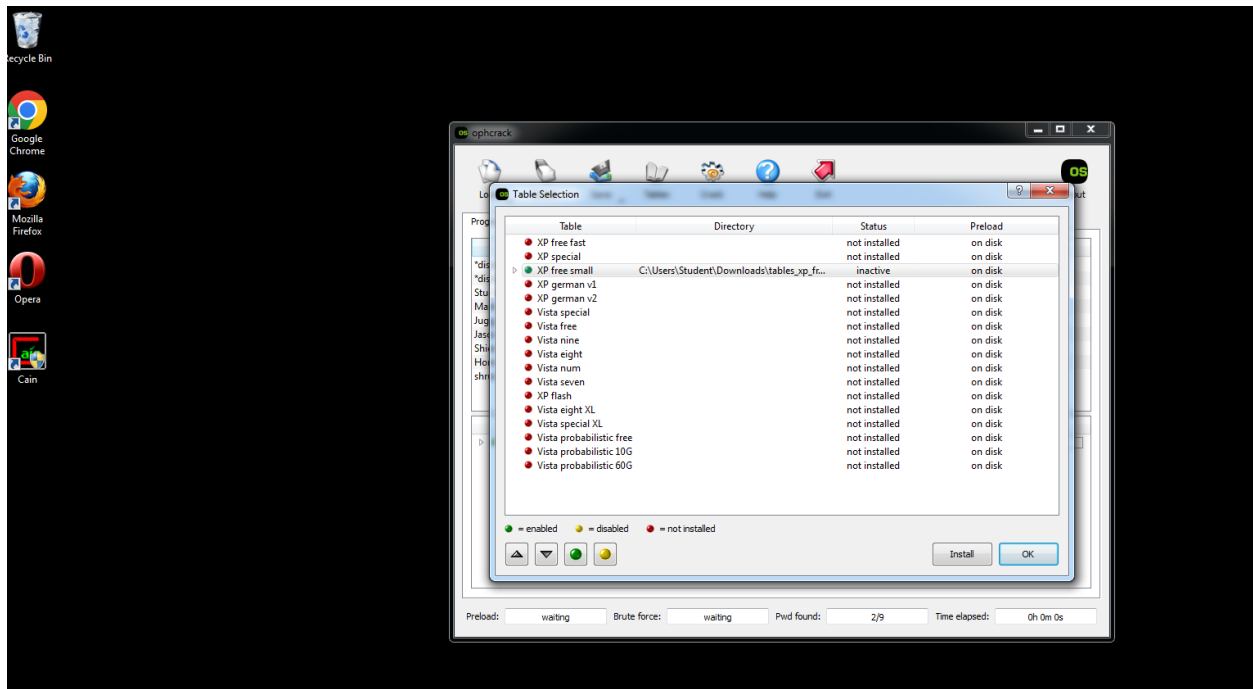 ecycle Bin
Google
Chrome
Mozilla
Firefox
Opera
Cain
os ophcrack
OS
Table Selection
Table Directory Status Preload
XP free fast not installed on disk
XP special not installed on disk
XP free small C:\Users\Student\Downloads\tables_xp_fr... inactive on disk
XP german v1 not installed on disk
XP german v2 not installed on disk
Vista special not installed on disk
Vista free not installed on disk
Vista nine not installed on disk
Vista eight not installed on disk
Vista num not installed on disk
Vista seven not installed on disk
XP flash not installed on disk
Vista eight XL not installed on disk
Vista special XL not installed on disk
Vista probabilistic free not installed on disk
Vista probabilistic 10G not installed on disk
Vista probabilistic 60G not installed on disk
= enabled = disabled = not installed
Install OK
Preload: waiting Brute force: waiting Pwd found: 2/9 Time elapsed: 0h 0m 0s